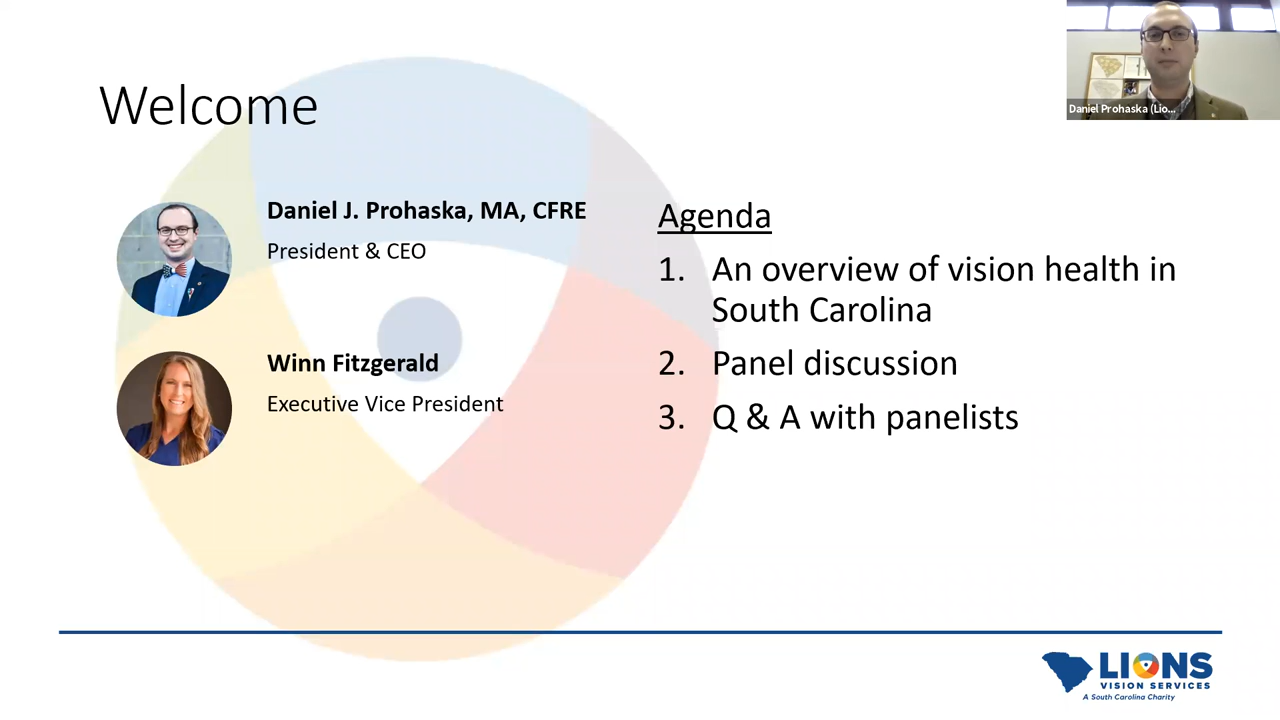 Welcome
Daniel Prohaska (Lio...
Daniel J. Prohaska, MA, CFRE
President & CEO
Winn Fitzgerald
Executive Vice President
Agenda
1. An overview of vision health in
South Carolina
2. Panel discussion
3. Q & A with panelists
LIONS
VISION SERVICES
A South Carolina Charity